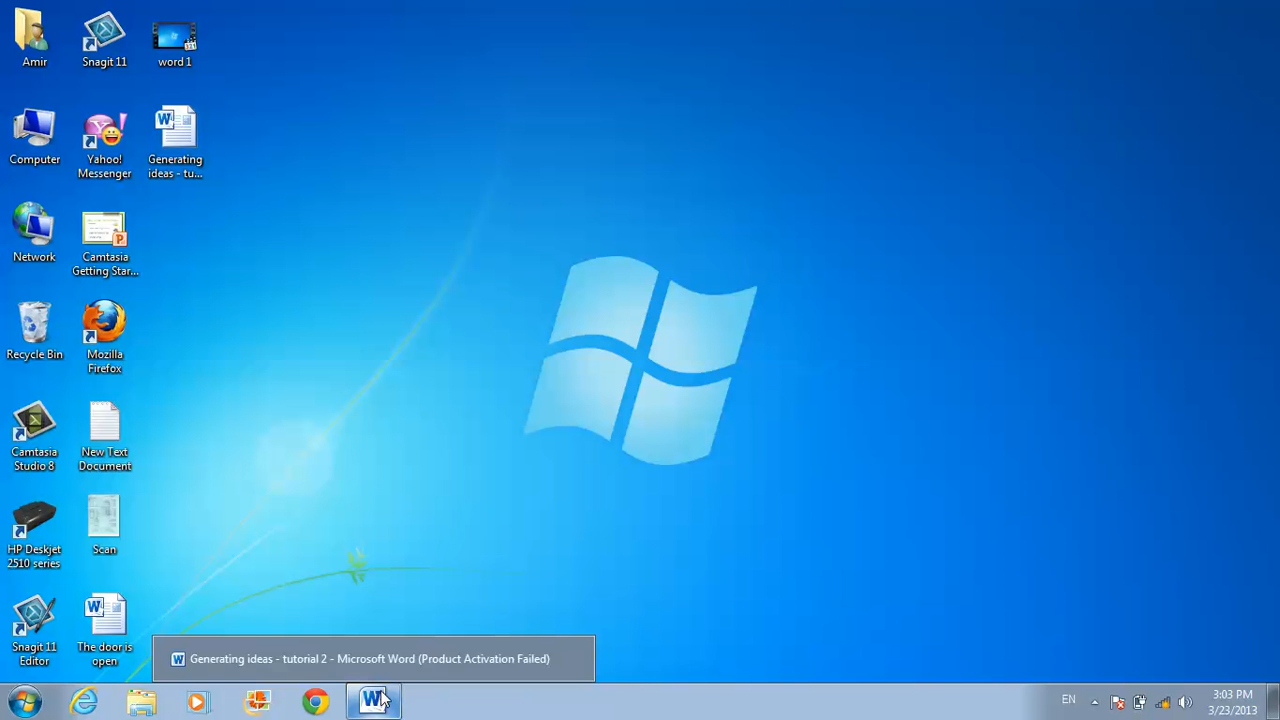 Amir
Snagit 11
word 1
Computer
Yahoo!
Messenger
Generating
ideas - tu...
Network
Camtasia
Getting Star...
Recycle Bin
Mozilla
Firefox
Camtasia
Studio 8
New Text
Document
HP Deskjet
2510 series
Scan
Snagit 11
Editor
The door is
open
Generating ideas - tutorial 2 - Microsoft Word (Product Activation Failed)
EN
3:03 PM
3/23/2013